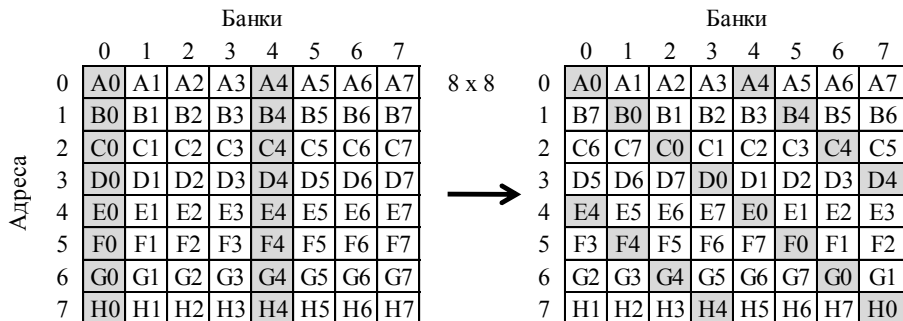 Банки Банки
0 1 2 3 4 5 6 7 0 1 2 3 4 5 6 7
0 A0 A1 A2 A3 A4 A5 A6 A7 8 x 8 0 A0 A1 A2 A3 A4 A5 A6 A7
1 B0 B1 B2 B3 B4 B5 B6 B7 1 B7 B0 B1 B2 B3 B4 B5 B6
2 C0 C1 C2 C3 C4 C5 C6 C7 2 C6 C7 C0 C1 C2 C3 C4 C5
3 D0 D1 D2 D3 D4 D5 D6 D7 3 D5 D6 D7 D0 D1 D2 D3 D4
4 E0 E1 E2 E3 E4 E5 E6 E7 4 E4 E5 E6 E7 E0 E1 E2 E3
5 F0 F1 F2 F3 F4 F5 F6 F7 5 F3 F4 F5 F6 F7 F0 F1 F2
6 G0 G1 G2 G3 G4 G5 G6 G7 6 G2 G3 G4 G5 G6 G7 G0 G1
7 H0 H1 H2 H3 H4 H5 H6 H7 7 H1 H2 H3 H4 H5 H6 H7 H0
Адреса